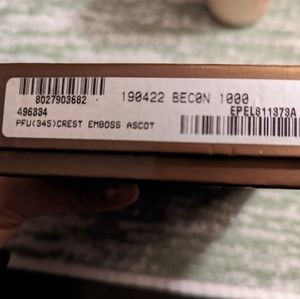 8027903682
190422 BEC0N 1000
496334
EPEL811373A
PFU(345)CREST EMBOSS ASCOT